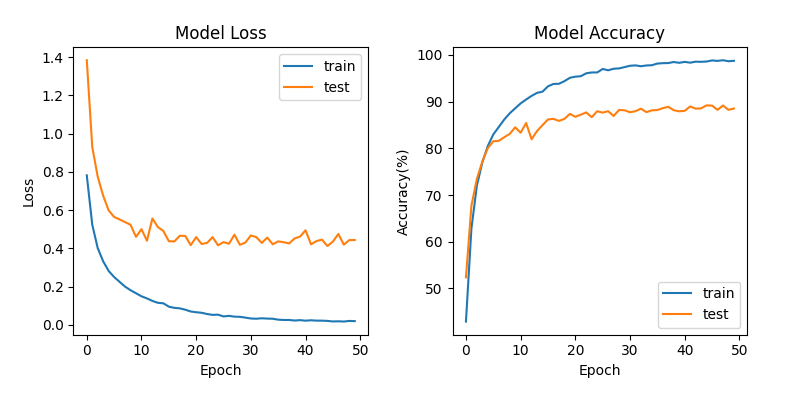 Model Loss
1.4
1.2
1.0
0.8
0.6
0.4
0.2
0.0
Loss
0 10 20 30 40 50
Epoch
train
test
Model Accuracy
100
90
80
70
60
50
Accuracy(%)
0 10 20 30 40 50
Epoch
train
test